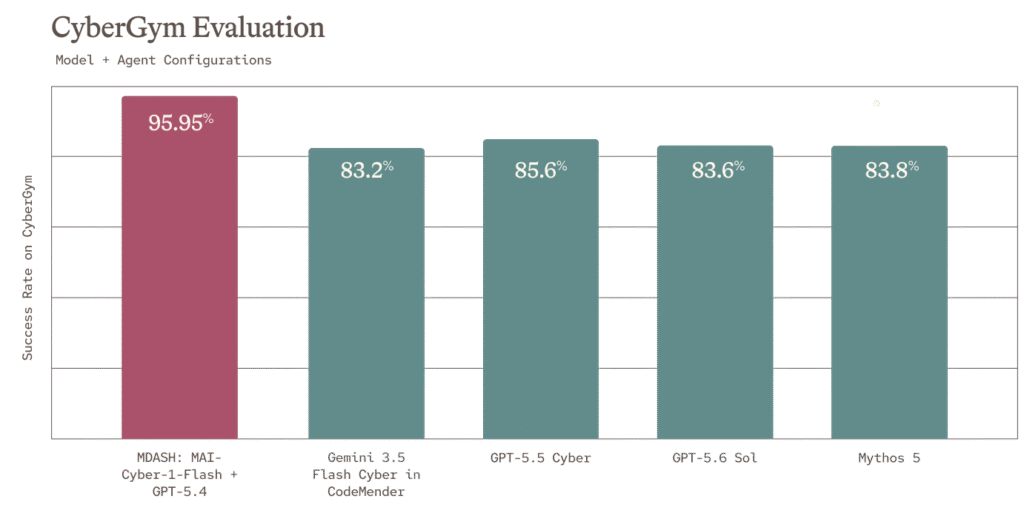 CyberGym Evaluation
Model + Agent Configurations
Success Rate on CyberGym
95.95%
83.2%
85.6%
83.6%
83.8%
MDASH: MAI-
Cyber-1-Flash +
GPT-5.4
Gemini 3.5
Flash Cyber in
CodeMender
GPT-5.5 Cyber
GPT-5.6 Sol
Mythos 5